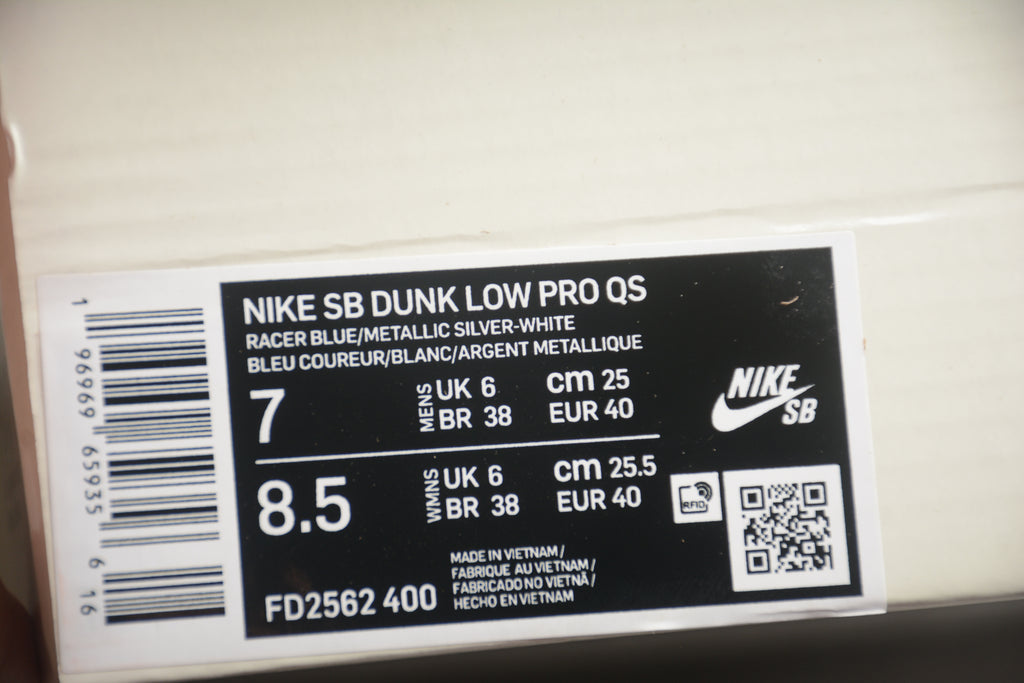 NIKE SB DUNK LOW PRO QS
RACER BLUE/METALLIC SILVER-WHITE
BLEU COUREUR/BLANC/ARGENT METALLIQUE
7 MENS UK 6 cm 25
BR 38 EUR 40
8.5 WMNS UK 6 cm 25.5
BR 38 EUR 40
NIKE
SB
RFID
MADE IN VIETNAM /
FABRIQUE AU VIETNAM /
FABRICADO NO VIETNÃ /
HECHO EN VIETNAM
FD2562 400
1 96969 65935 6 16